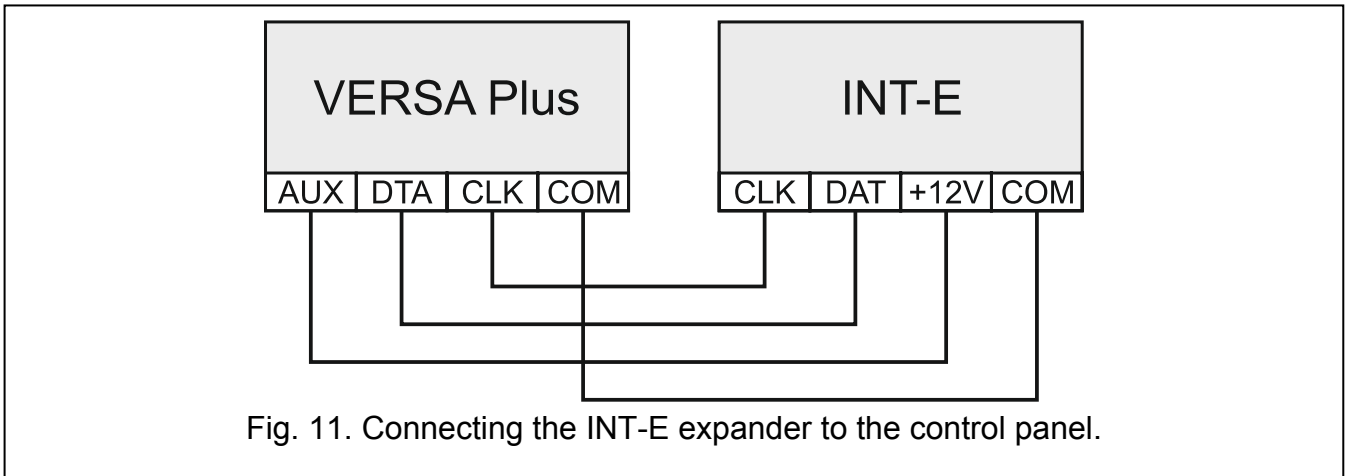 VERSA Plus
INT-E
AUX DTA CLK COM
CLK DAT +12V COM
Fig. 11. Connecting the INT-E expander to the control panel.